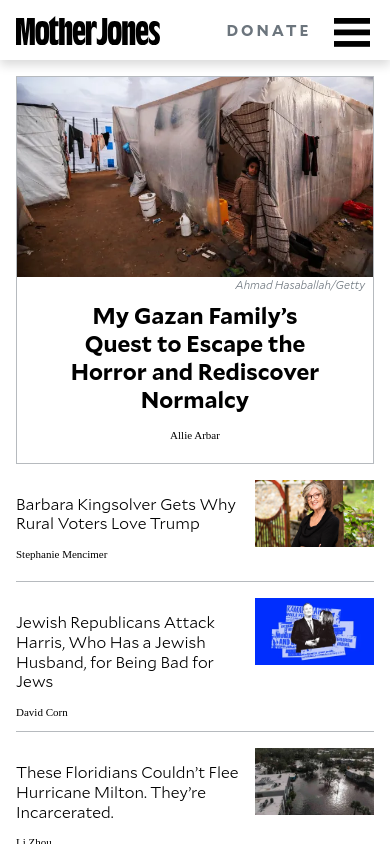 Mother Jones
DONATE
Ahmad Hasaballah/Getty
My Gazan Family’s
Quest to Escape the
Horror and Rediscover
Normalcy
Allie Arbar
Barbara Kingsolver Gets Why
Rural Voters Love Trump
Stephanie Mencimer
Jewish Republicans Attack
Harris, Who Has a Jewish
Husband, for Being Bad for
Jews
David Corn
These Floridians Couldn’t Flee
Hurricane Milton. They’re
Incarcerated.
Li Zhou